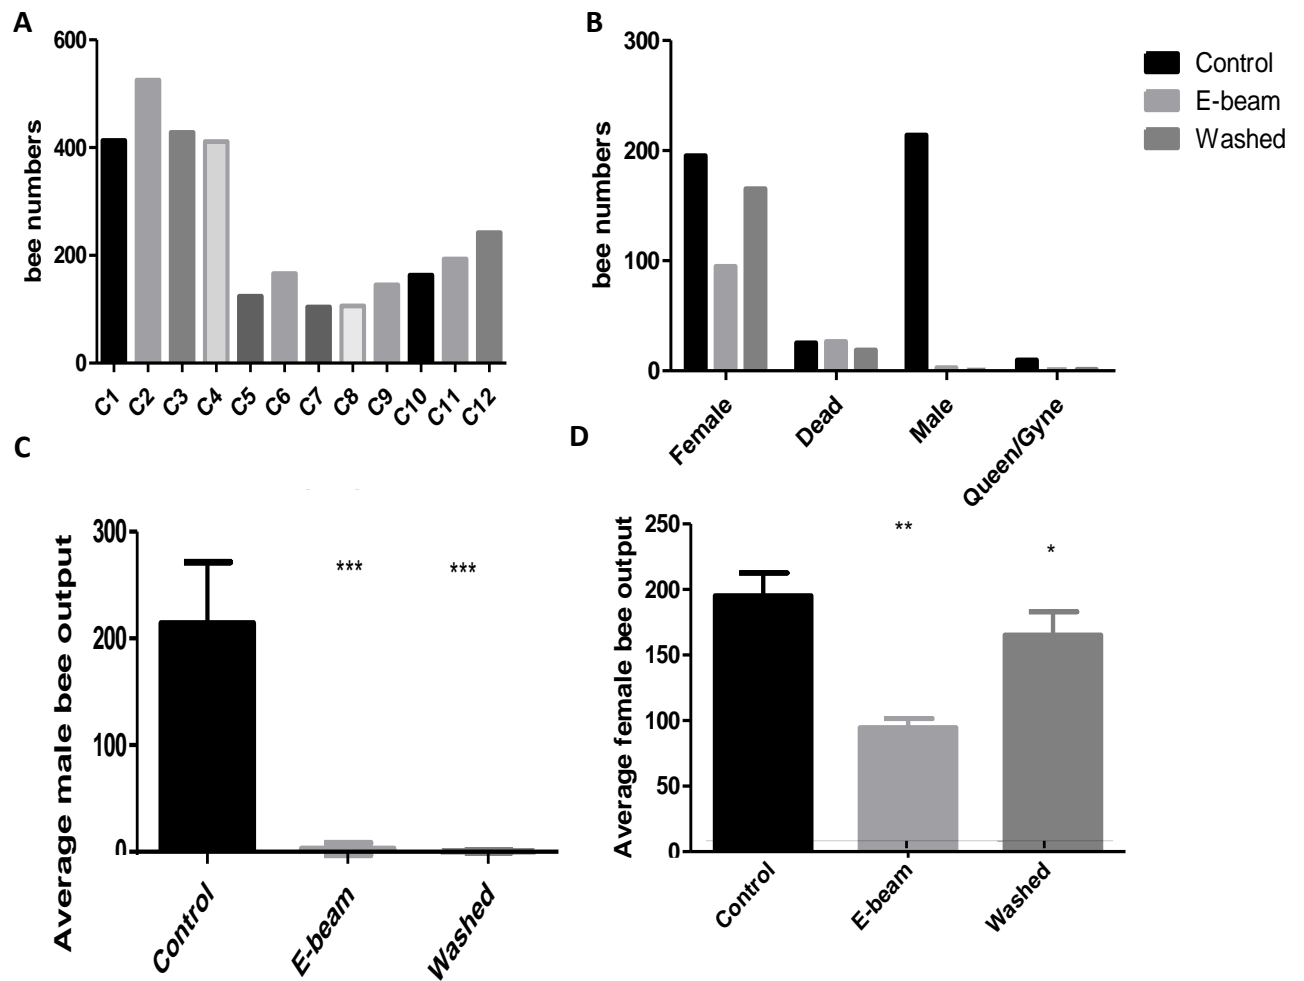 A
bee numbers
600
400
200
0
C1 C2 C3 C4 C5 C6 C7 C8 C9 C10 C11 C12
B
bee numbers
300
200
100
0
Female Dead Male Queen/Gyne
Control
E-beam
Washed
C
Average male bee output
300
200
100
0
*** ***
Control E-beam Washed
D
Average female bee output
250
200
150
100
50
0
**
*
Control E-beam Washed